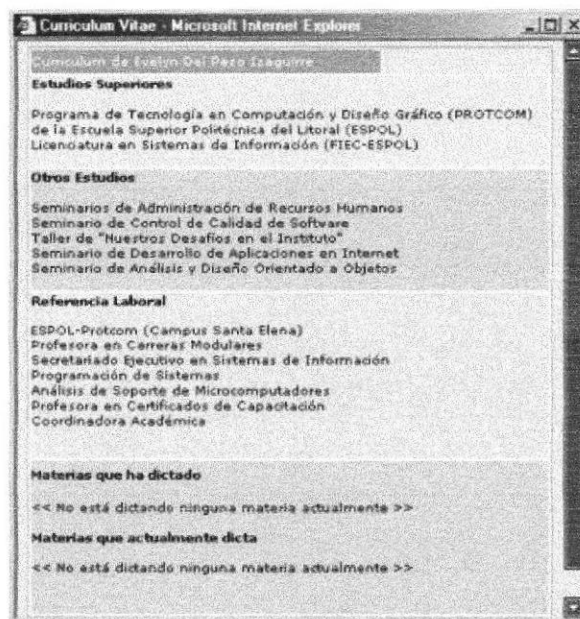 Curriculum Vitae - Microsoft Internet Explorer
Curriculum de Evelyn Del Pezo Izaguirre
Estudios Superiores
Programa de Tecnología en Computación y Diseño Gráfico (PROTCOM)
de la Escuela Superior Politécnica del Litoral (ESPOL)
Licenciatura en Sistemas de Información (FIEC-ESPOL)
Otros Estudios
Seminarios de Administración de Recursos Humanos
Seminario de Control de Calidad de Software
Taller de "Nuestros Desafíos en el Instituto"
Seminario de Desarrollo de Aplicaciones en Internet
Seminario de Análisis y Diseño Orientado a Objetos
Referencia Laboral
ESPOL-Protcom (Campus Santa Elena)
Profesora en Carreras Modulares
Secretariado Ejecutivo en Sistemas de Información
Programación de Sistemas
Análisis de Soporte de Microcomputadores
Profesora en Certificados de Capacitación
Coordinadora Académica
Materias que ha dictado
<< No está dictando ninguna materia actualmente >>
Materias que actualmente dicta
<< No está dictando ninguna materia actualmente >>